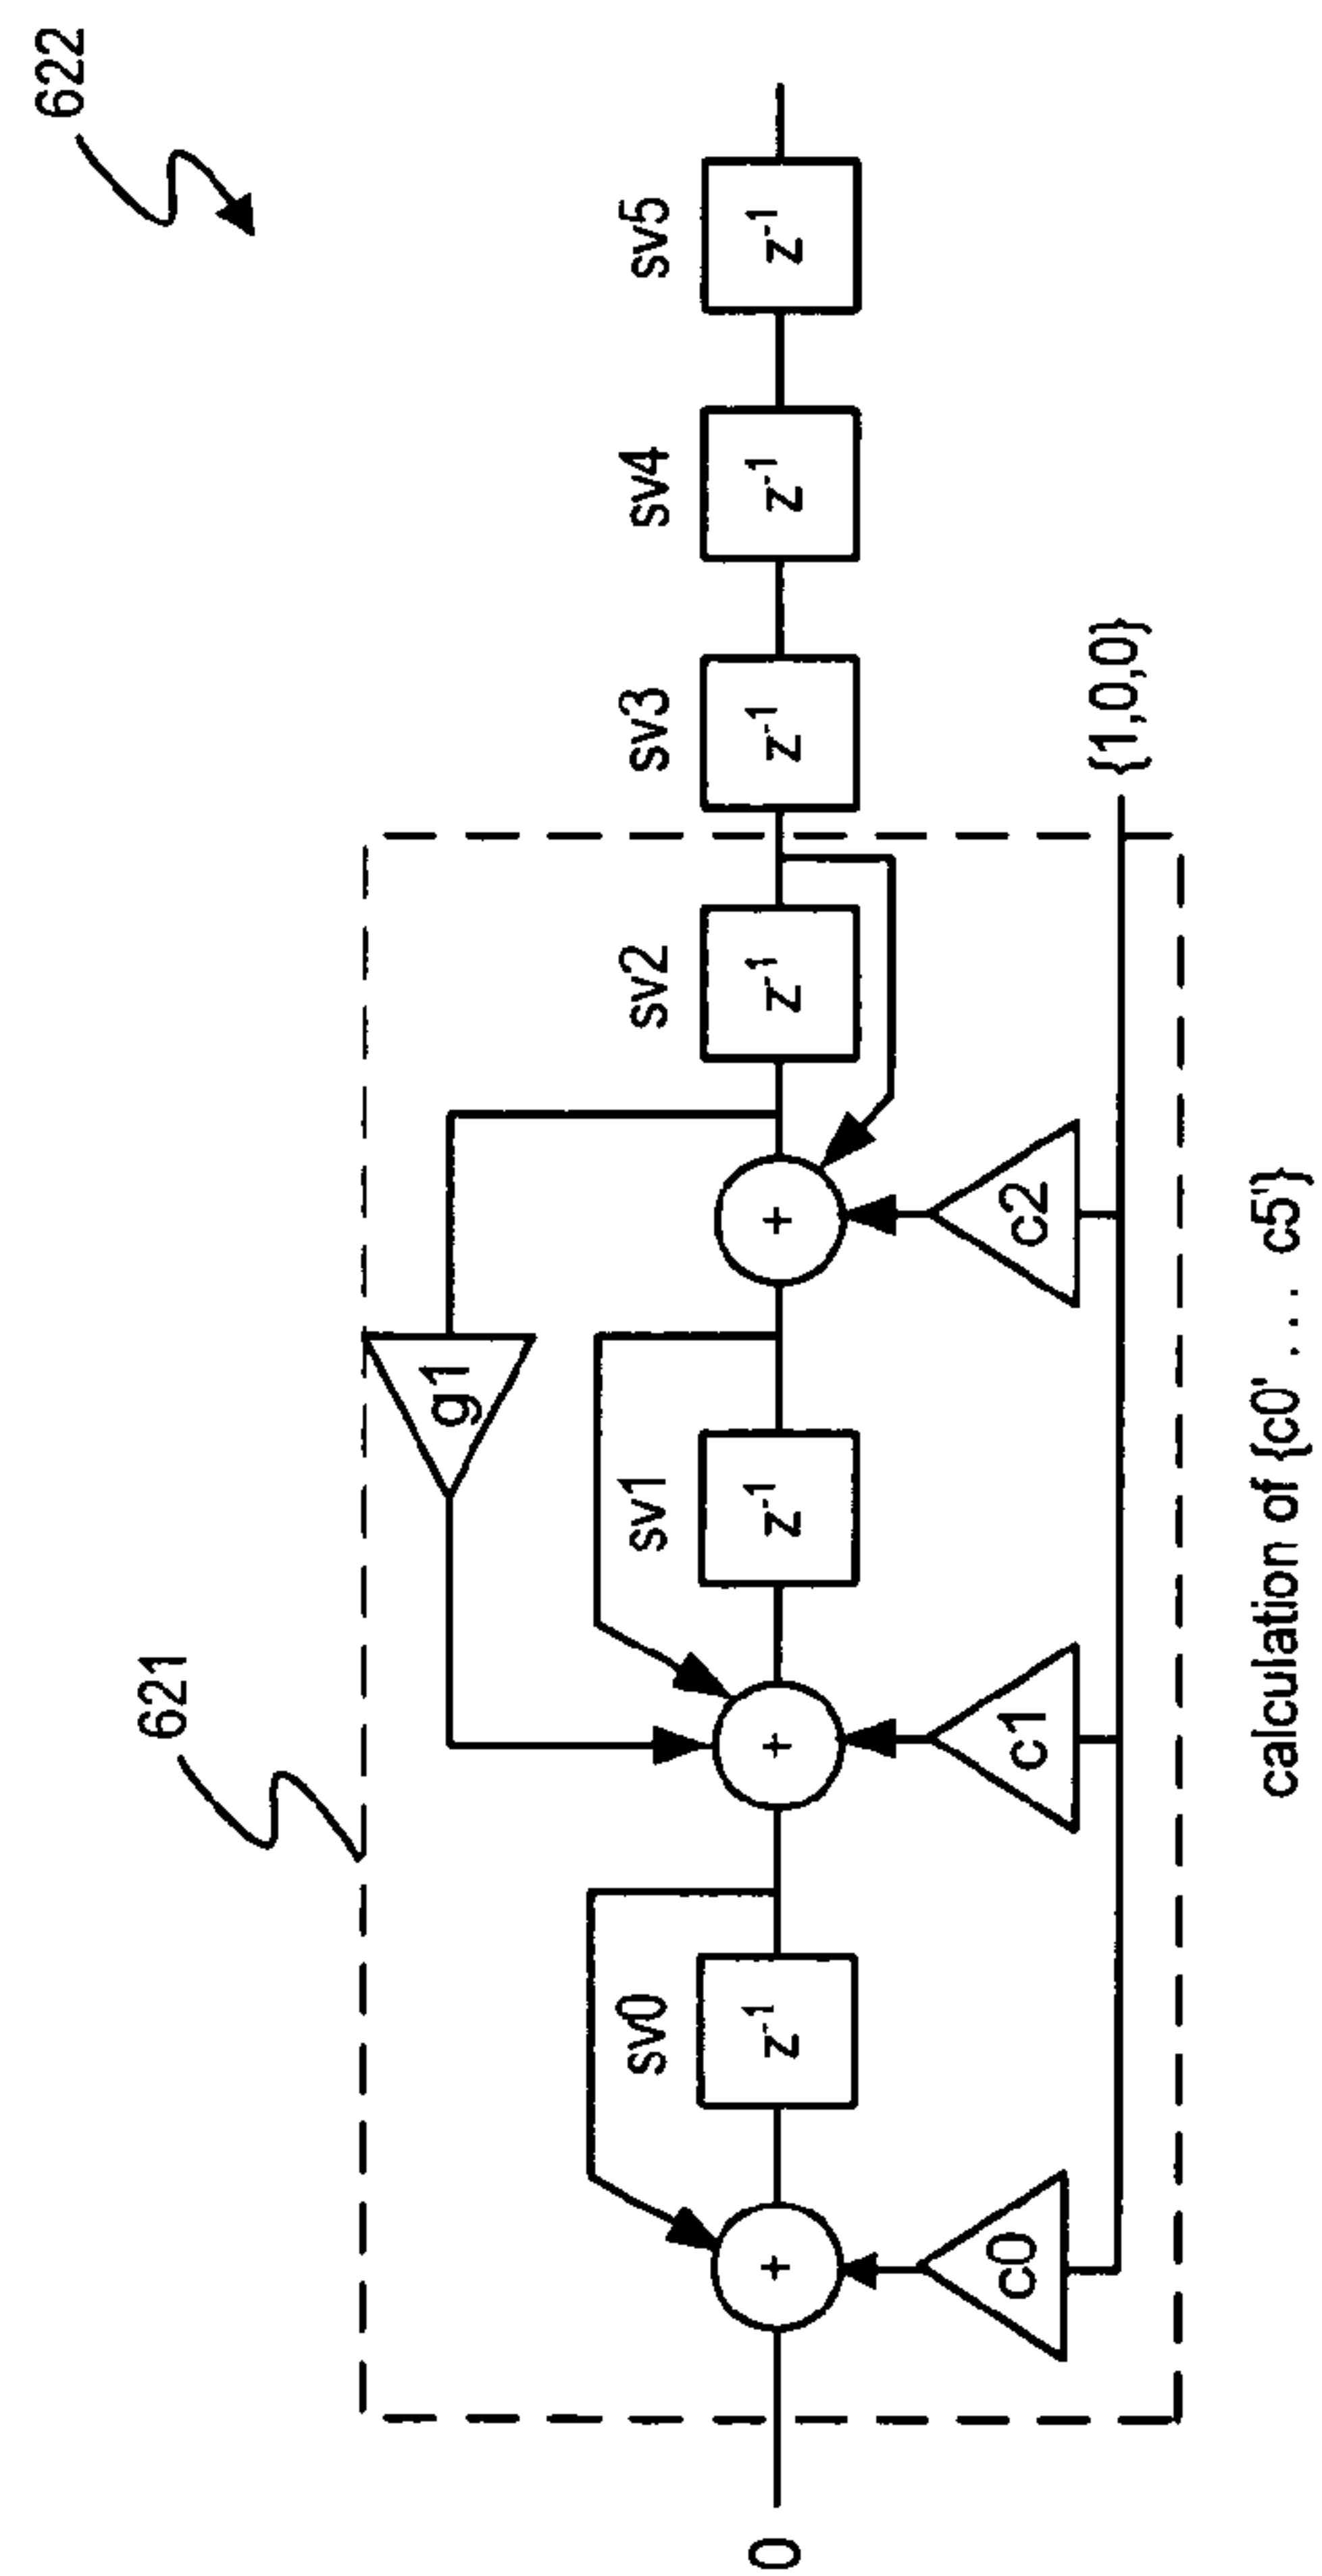 622
621
g1
sv0
sv1
sv2
sv3
sv4
sv5
z-1
z-1
z-1
z-1
z-1
z-1
0
+
+
+
c0
c1
c2
{1,0,0}
calculation of {c0' . . . c5'}